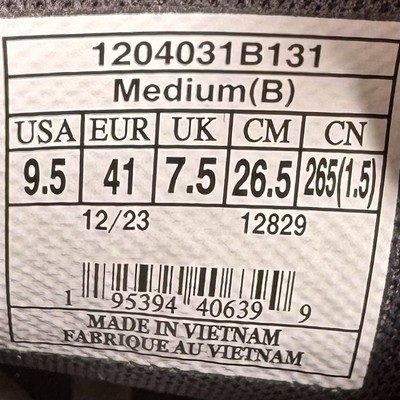 1204031B131
Medium(B)
USA EUR UK CM CN
9.5 41 7.5 26.5 265(1.5)
12/23 12829
1 95394 40639 9
MADE IN VIETNAM
FABRIQUE AU VIETNAM